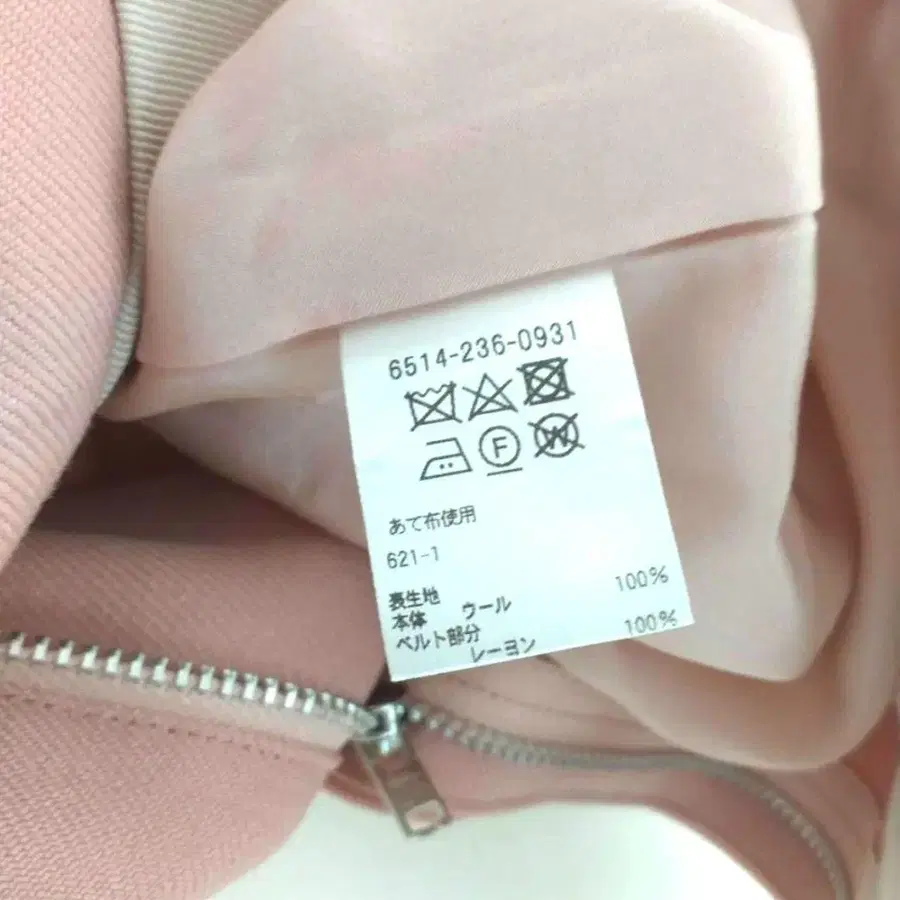 6514-236-0931
F
W
あて布使用
621-1
表生地
本体 ウール 100%
ベルト部分
レーヨン 100%